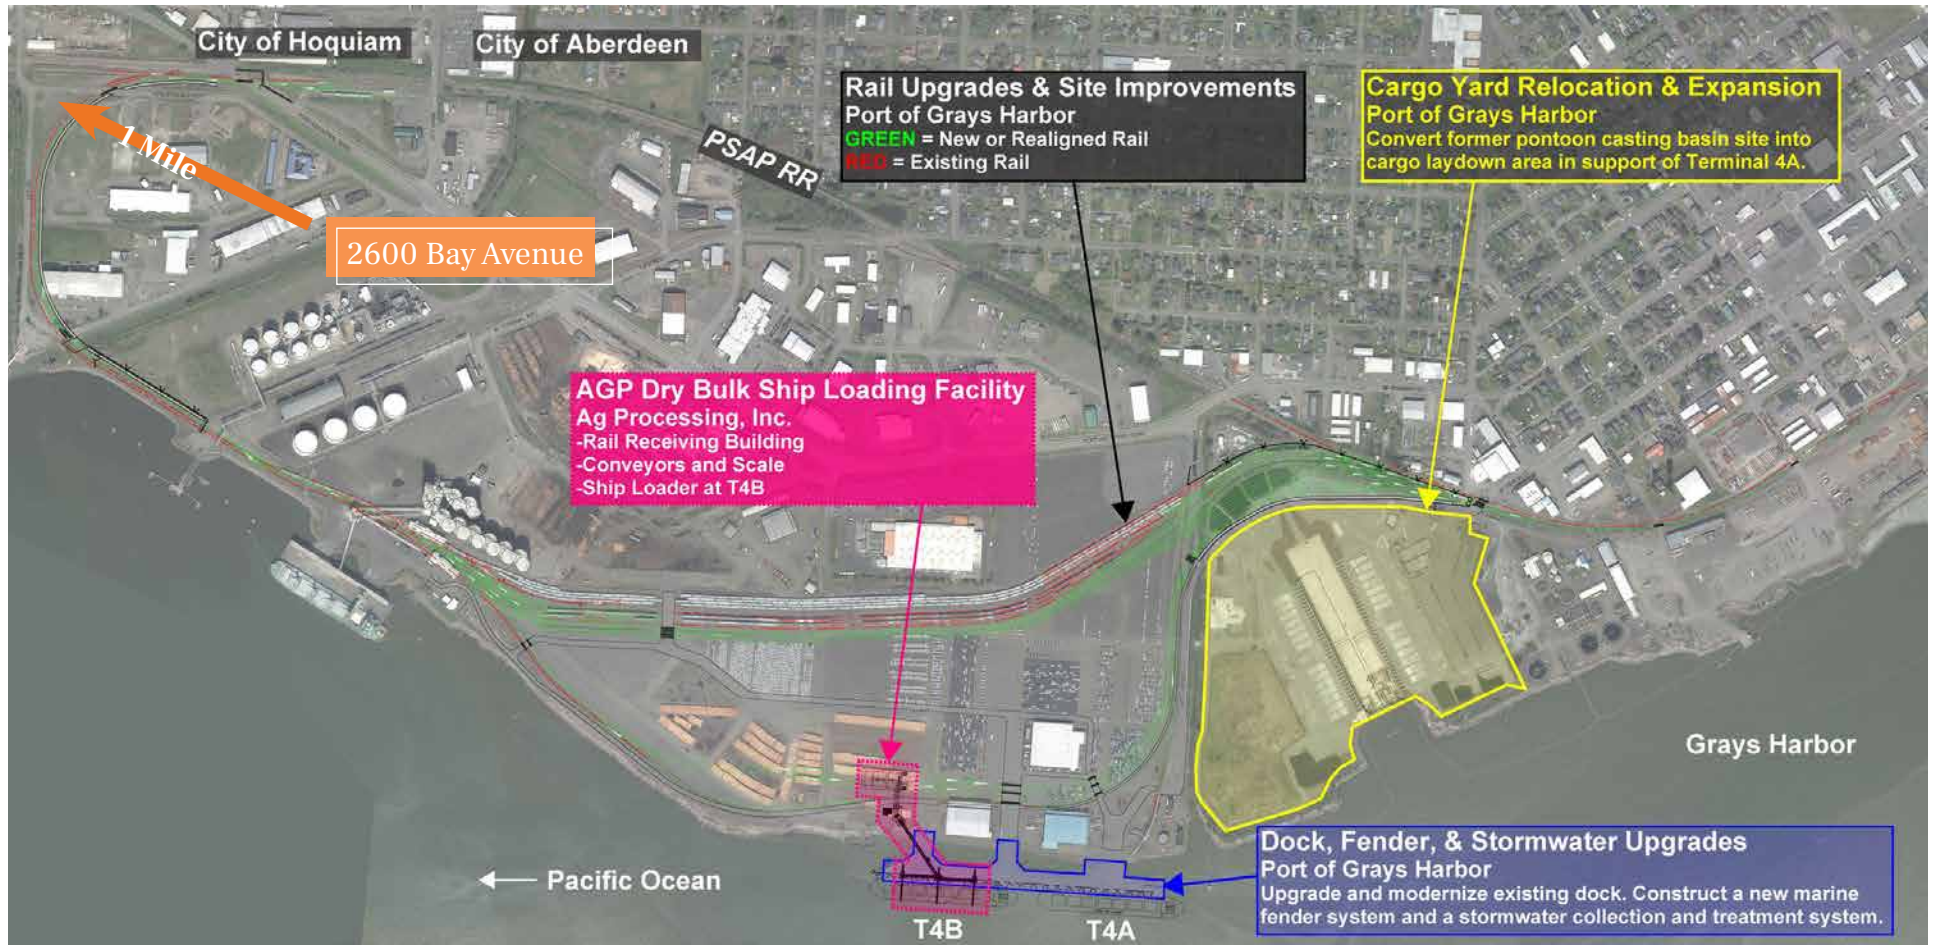 City of Hoquiam
City of Aberdeen
1 Mile
2600 Bay Avenue
PSAP RR
Rail Upgrades & Site Improvements
Port of Grays Harbor
GREEN = New or Realigned Rail
RED = Existing Rail
Cargo Yard Relocation & Expansion
Port of Grays Harbor
Convert former pontoon casting basin site into
cargo laydown area in support of Terminal 4A.
AGP Dry Bulk Ship Loading Facility
Ag Processing, Inc.
-Rail Receiving Building
-Conveyors and Scale
-Ship Loader at T4B
Grays Harbor
Dock, Fender, & Stormwater Upgrades
Port of Grays Harbor
Upgrade and modernize existing dock. Construct a new marine
fender system and a stormwater collection and treatment system.
Pacific Ocean
T4B
T4A